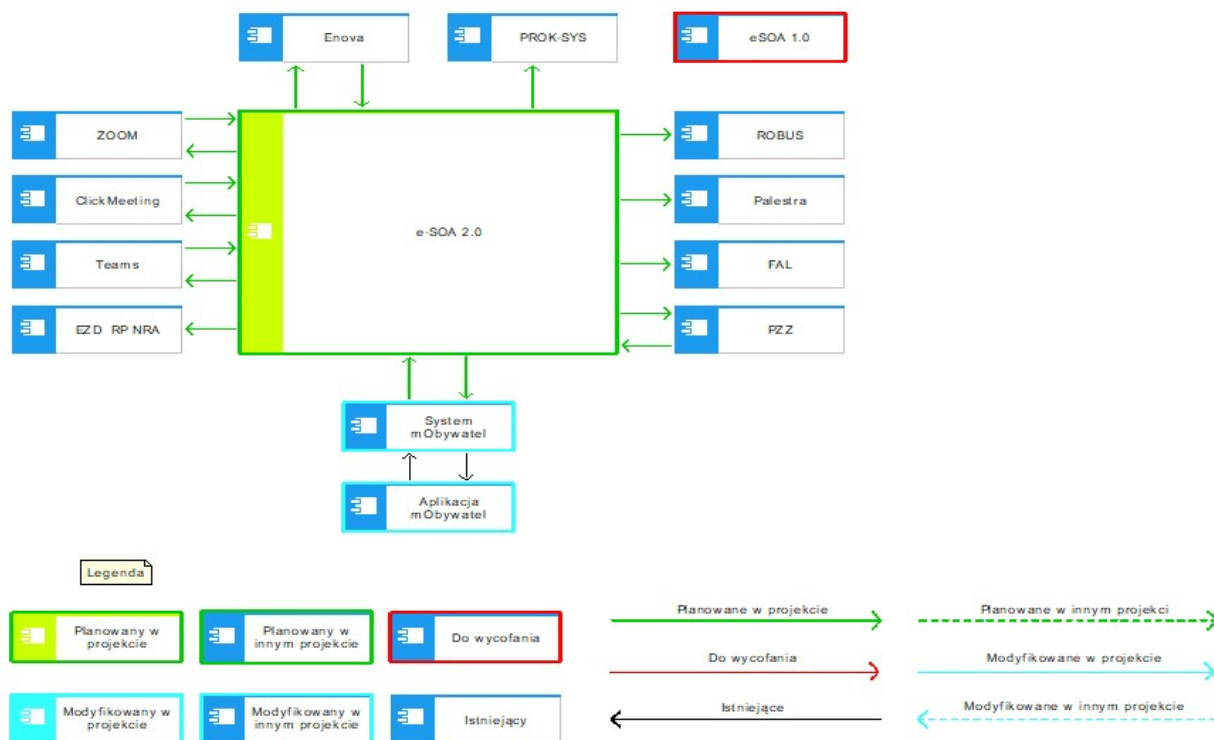 Enova
PROK-SYS
eSOA 1.0
ZOOM
ROBUS
ClickMeeting
Palestra
e-SOA 2.0
Teams
FAL
EZD RP NRA
PZZ
System
mObywatel
Aplikacja
mObywatel
Legenda
Planowany w
projekcie
Planowany w
innym projekcie
Do wycofania
Planowane w projekcie
Planowane w innym projekci
Do wycofania
Modyfikowane w projekcie
Modyfikowany w
projekcie
Modyfikowany w
innym projekcie
Istniejący
Istniejące
Modyfikowane w innym projekcie